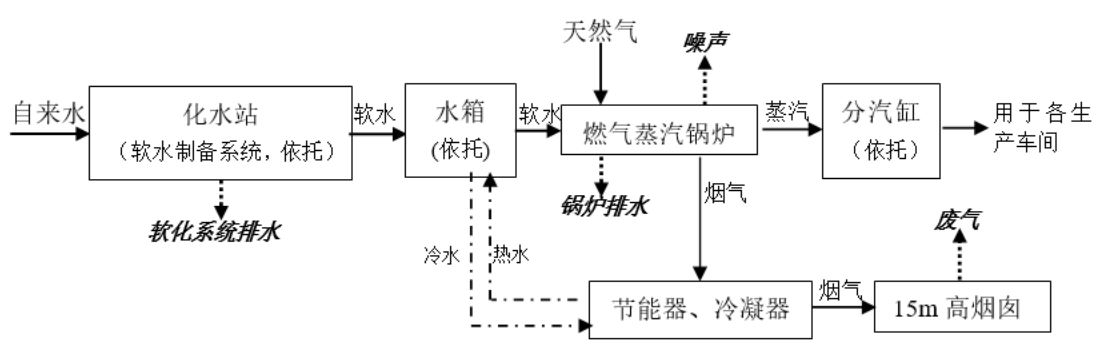 天然气
噪声
自来水
化水站
(软水制备系统,依托)
软水
水箱
(依托)
软水
燃气蒸汽锅炉
蒸汽
分汽缸
(依托)
用于各生
产车间
软化系统排水
锅炉排水
烟气
废气
冷水
热水
节能器、冷凝器
烟气
15m 高烟囱